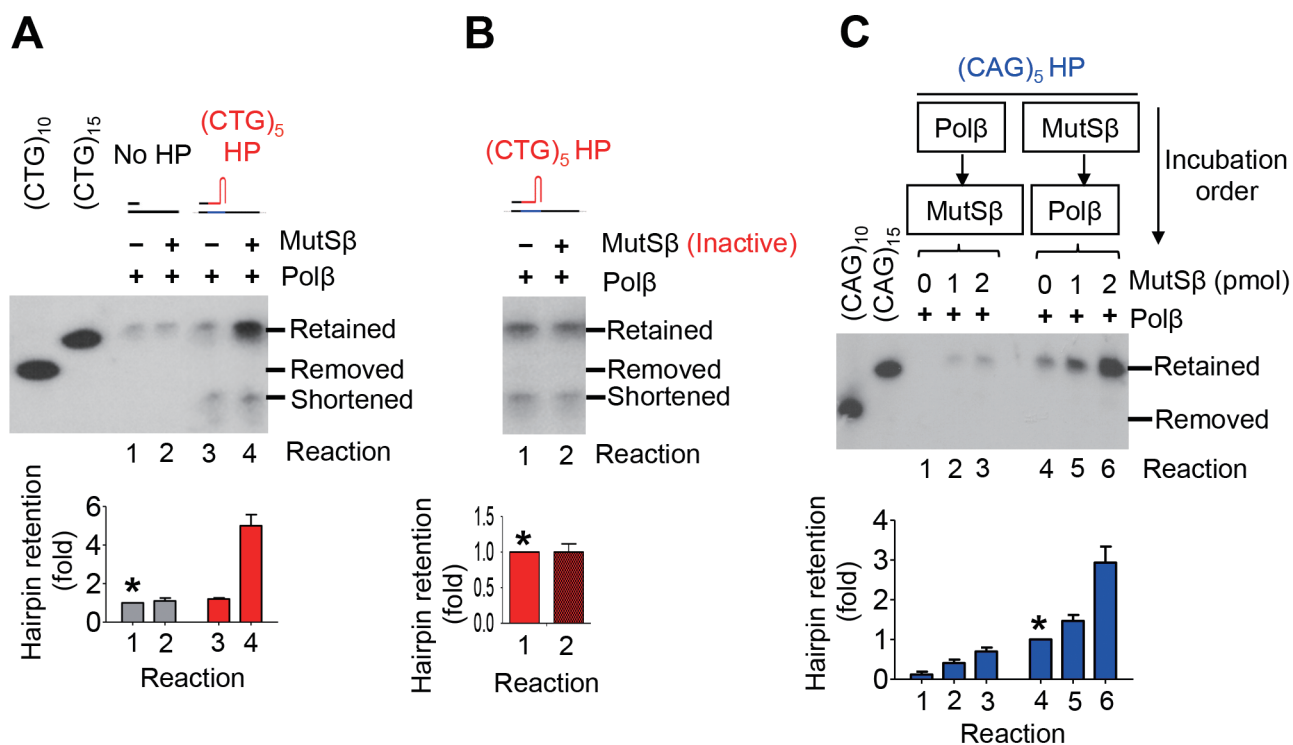 A
(CTG)10
(CTG)15
No HP
(CTG)5
HP
− + − + MutSβ
+ + + + Polβ
Retained
Removed
Shortened
1 2 3 4 Reaction
Hairpin retention
(fold)
6
4
2
0
*
1 2 3 4
Reaction
B
(CTG)5 HP
− + MutSβ (Inactive)
+ + Polβ
Retained
Removed
Shortened
1 2 Reaction
Hairpin retention
(fold)
1.5
1.0
0.5
0.0
*
1 2
Reaction
C
(CAG)5 HP
Polβ MutSβ
MutSβ Polβ
Incubation
order
(CAG)10
(CAG)15
0 1 2 0 1 2 MutSβ (pmol)
+ + + + + + Polβ
Retained
Removed
1 2 3 4 5 6 Reaction
Hairpin retention
(fold)
4
3
2
1
0
*
1 2 3 4 5 6
Reaction